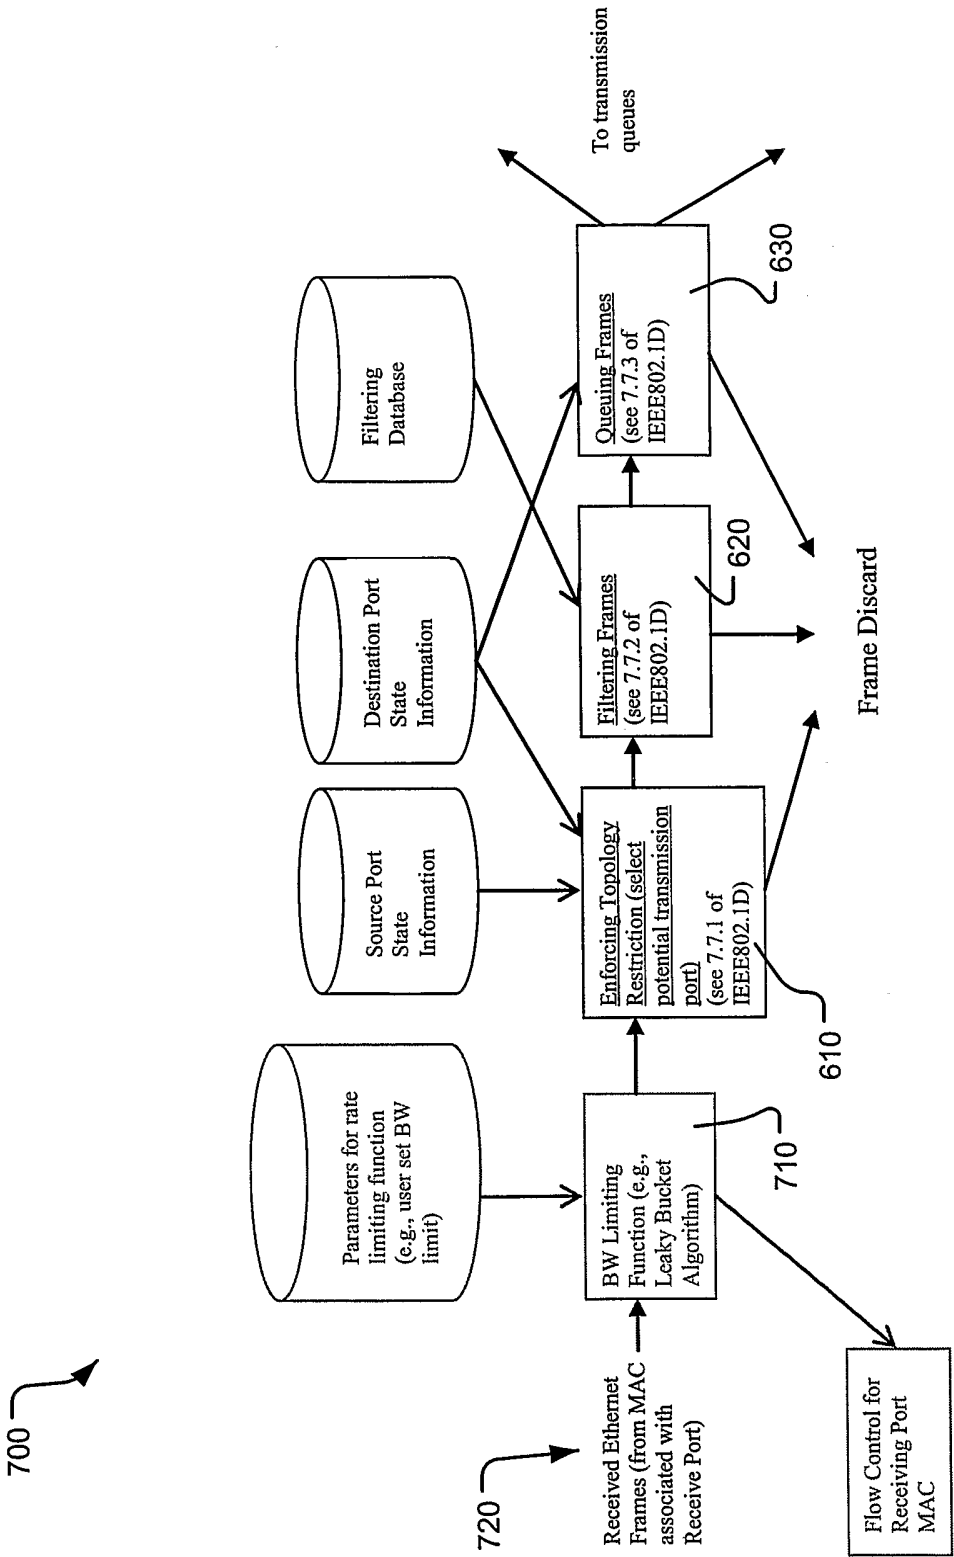 700
Parameters for rate
limiting function
(e.g., user set BW
limit)
Source Port
State
Information
Destination Port
State
Information
Filtering
Database
720
Received Ethernet
Frames (from MAC
associated with
Receive Port)
BW Limiting
Function (e.g.,
Leaky Bucket
Algorithm)
710
Enforcing Topology
Restriction (select
potential transmission
port)
(see 7.7.1 of
IEEE802.1D)
610
Filtering Frames
(see 7.7.2 of
IEEE802.1D)
620
Queuing Frames
(see 7.7.3 of
IEEE802.1D)
630
To transmission
queues
Flow Control for
Receiving Port
MAC
Frame Discard